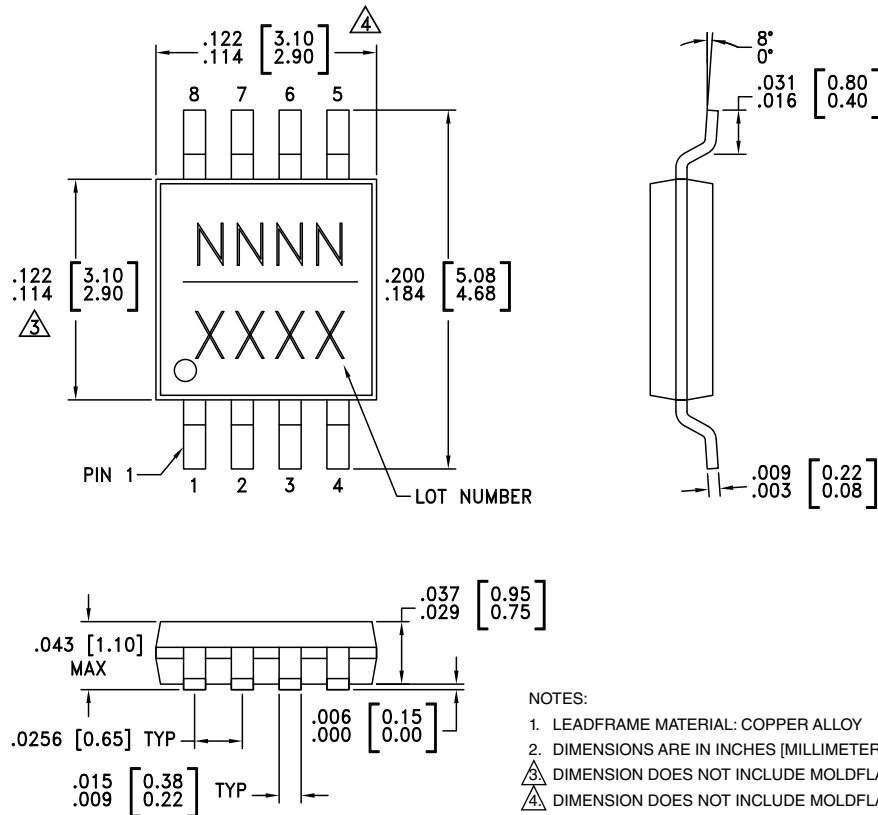 .122 [3.10]
.114 [2.90]
4
8 7 6 5
NNNN
XXXX
.122 [3.10]
.114 [2.90]
3
.200 [5.08]
.184 [4.68]
PIN 1
1 2 3 4
LOT NUMBER
8°
0°
.031 [0.80]
.016 [0.40]
.009 [0.22]
.003 [0.08]
.043 [1.10]
MAX
.037 [0.95]
.029 [0.75]
.0256 [0.65] TYP
.006 [0.15]
.000 [0.00]
.015 [0.38]
.009 [0.22]
TYP
NOTES:
1. LEADFRAME MATERIAL: COPPER ALLOY
2. DIMENSIONS ARE IN INCHES [MILLIMETER
3. DIMENSION DOES NOT INCLUDE MOLDFLA
4. DIMENSION DOES NOT INCLUDE MOLDFLA